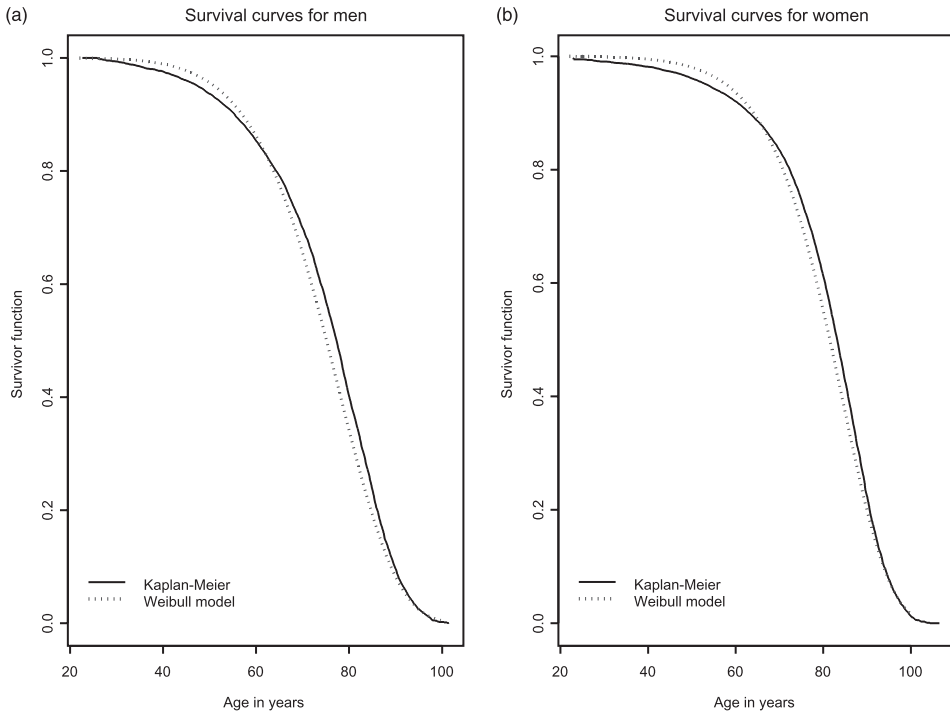 (a)
Survival curves for men
Survivor function
1.0
0.8
0.6
0.4
0.2
0.0
Kaplan-Meier
Weibull model
20 40 60 80 100
Age in years
(b)
Survival curves for women
Survivor function
1.0
0.8
0.6
0.4
0.2
0.0
Kaplan-Meier
Weibull model
20 40 60 80 100
Age in years